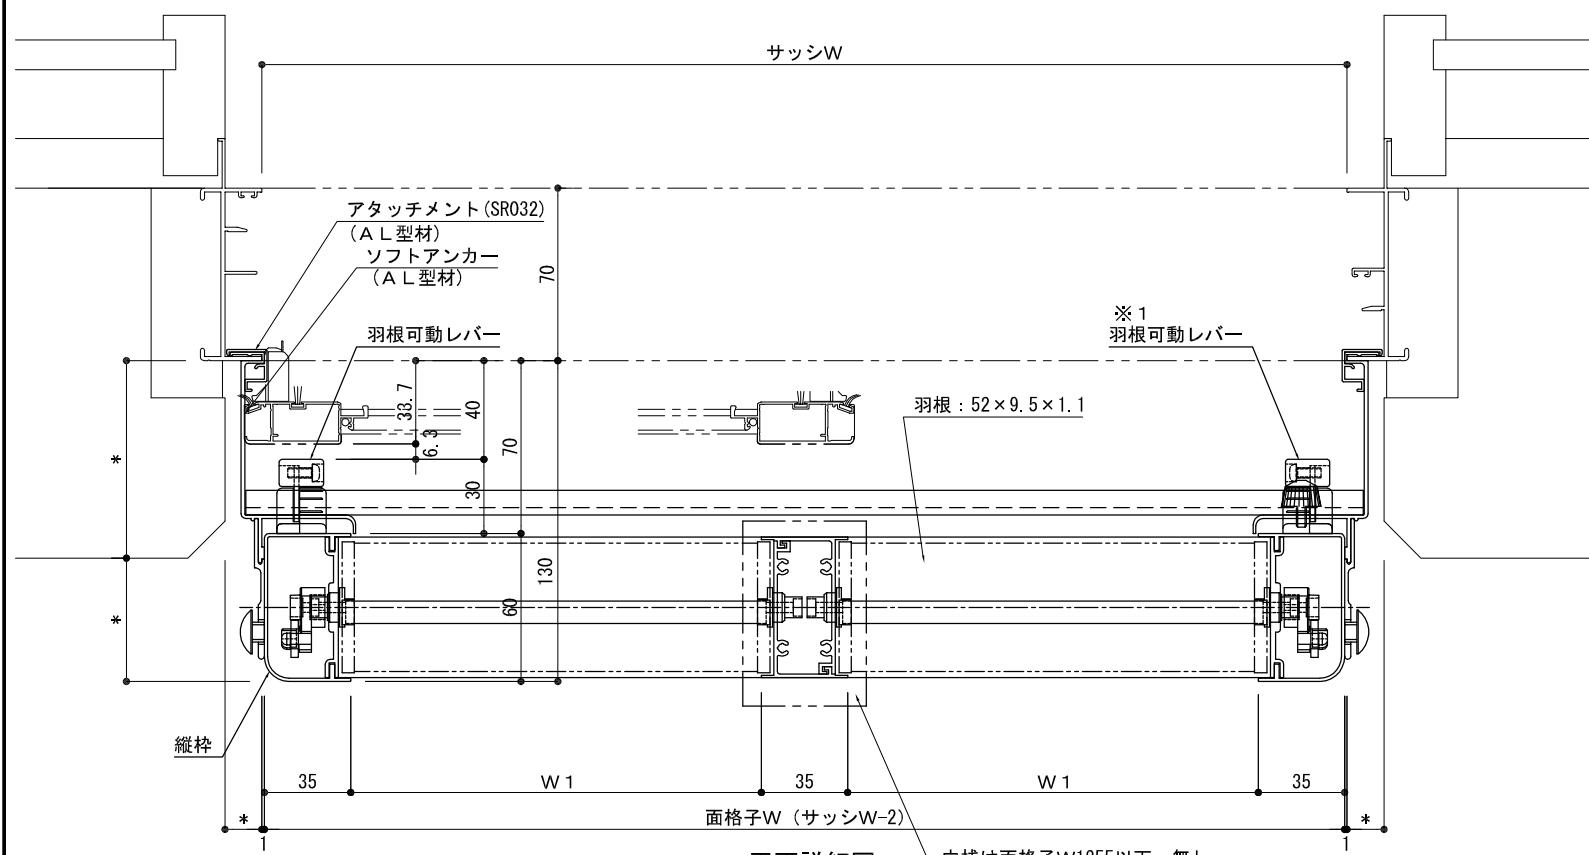 サッシW
アタッチメント(SR032)
(AL型材)
ソフトアンカー
(AL型材)
70
羽根可動レバー
※1
羽根可動レバー
33.7
40
6.3
70
30
羽根：52×9.5×1.1
*
*
130
60
縦枠
35
W1
35
W1
35
*
面格子W (サッシW-2)
*
1
1